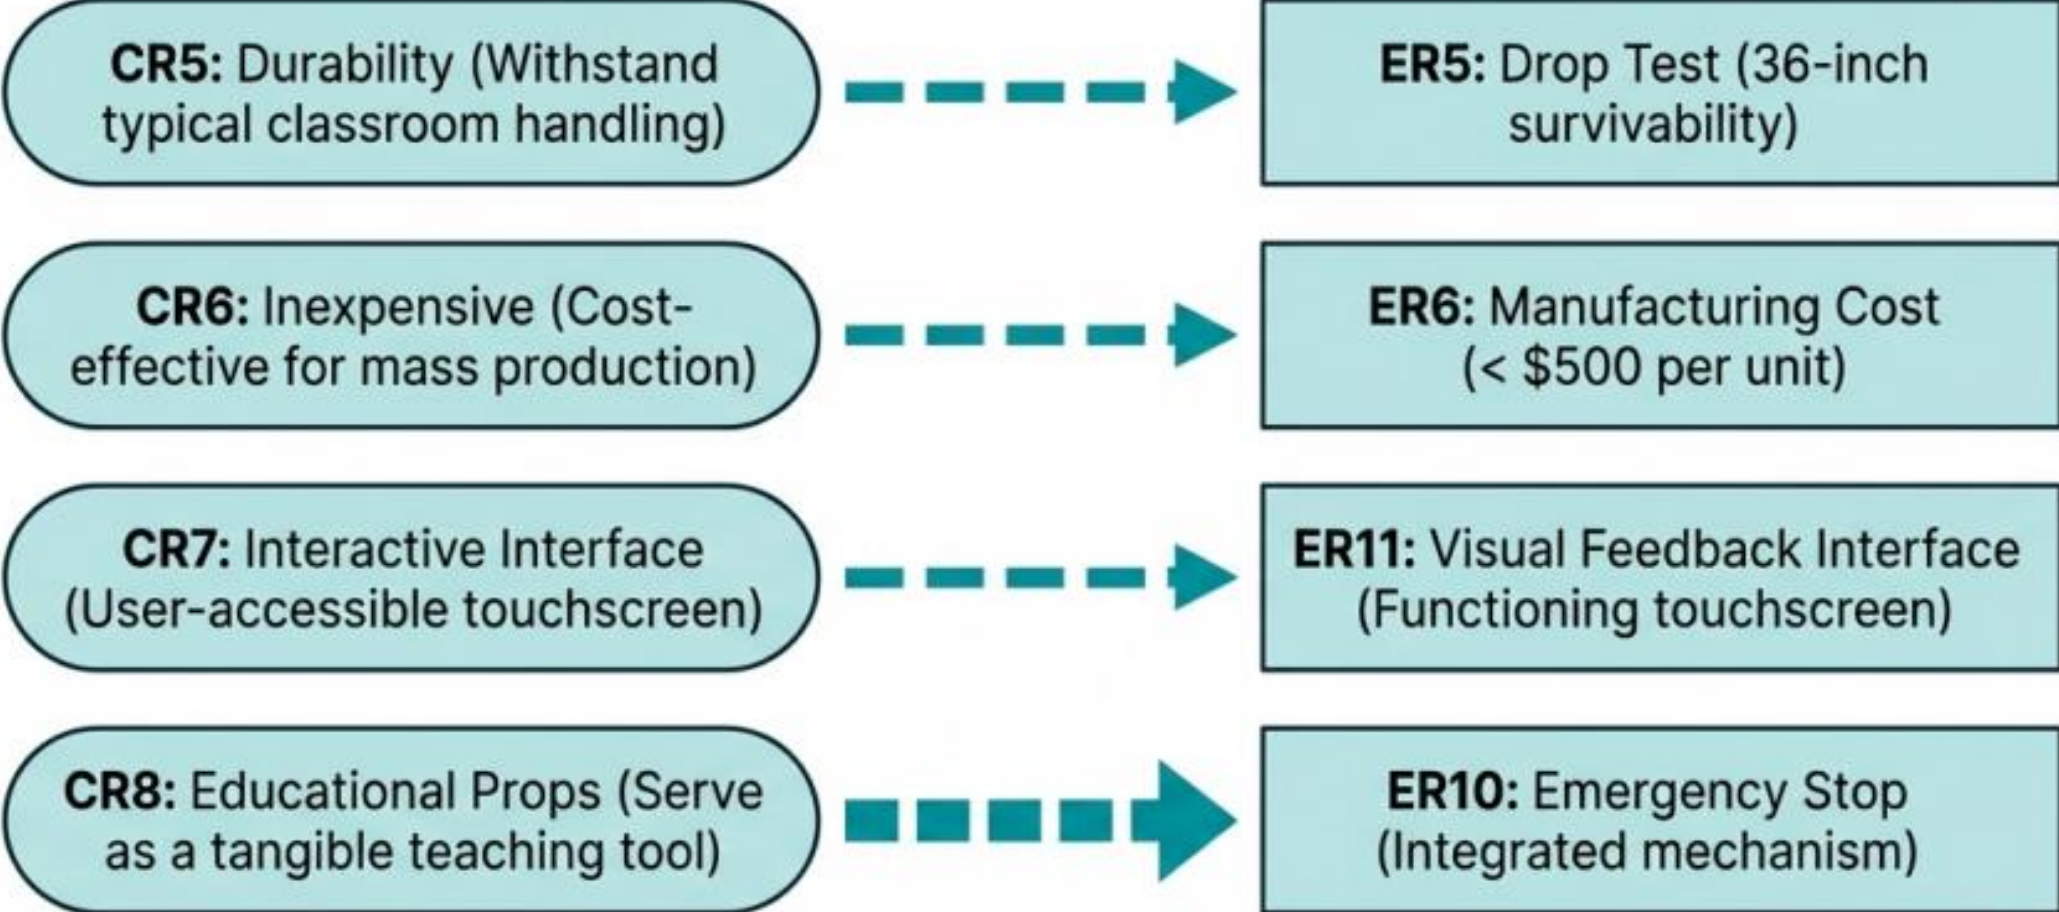 CR5: Durability (Withstand
typical classroom handling)
ER5: Drop Test (36-inch
survivability)
CR6: Inexpensive (Cost-
effective for mass production)
ER6: Manufacturing Cost
(< $500 per unit)
CR7: Interactive Interface
(User-accessible touchscreen)
ER11: Visual Feedback Interface
(Functioning touchscreen)
CR8: Educational Props (Serve
as a tangible teaching tool)
ER10: Emergency Stop
(Integrated mechanism)